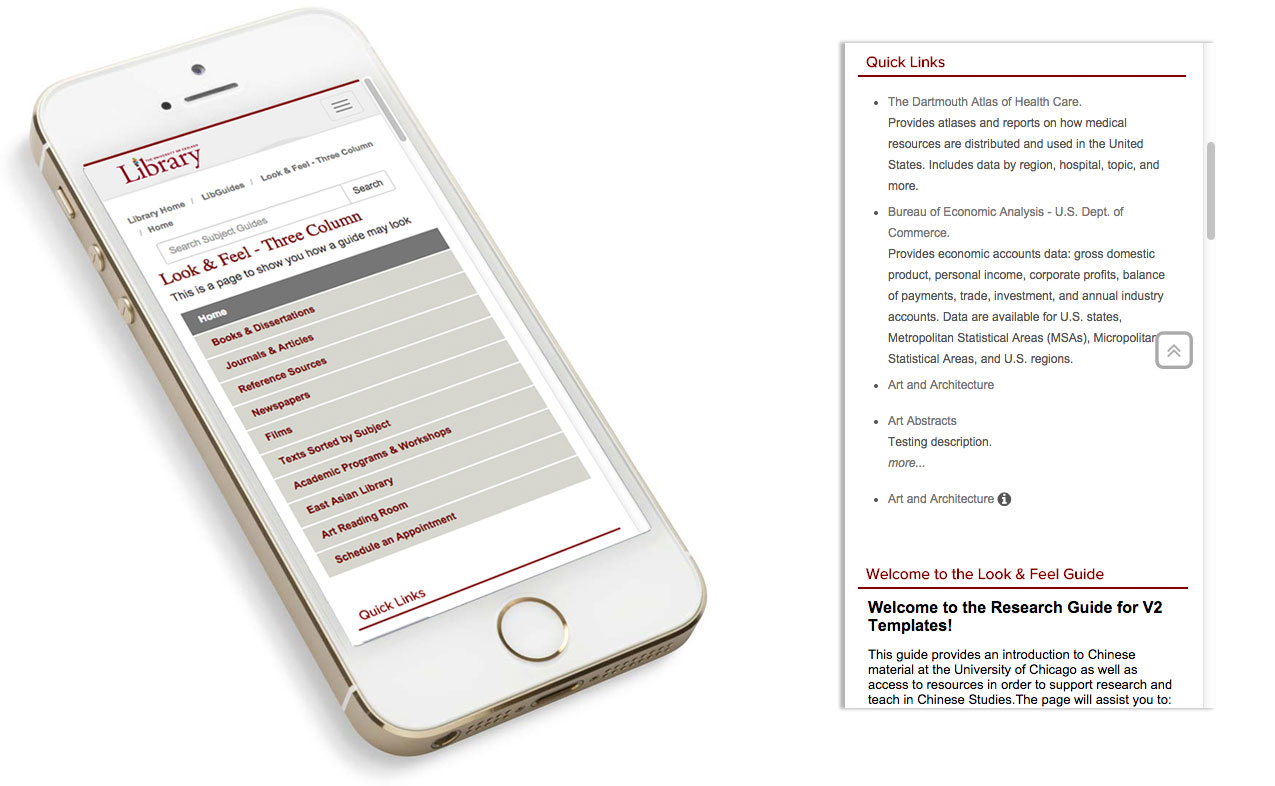 THE UNIVERSITY OF CHICAGO
Library
Library Home / LibGuides / Look & Feel - Three Column
/ Home
Search Subject Guides Search
Look & Feel - Three Column
This is a page to show you how a guide may look
Home
Books & Dissertations
Journals & Articles
Reference Sources
Newspapers
Films
Texts Sorted by Subject
Academic Programs & Workshops
East Asian Library
Art Reading Room
Schedule an Appointment
Quick Links
Quick Links
The Dartmouth Atlas of Health Care.
Provides atlases and reports on how medical
resources are distributed and used in the United
States. Includes data by region, hospital, topic, and
more.
Bureau of Economic Analysis - U.S. Dept. of
Commerce.
Provides economic accounts data: gross domestic
product, personal income, corporate profits, balance
of payments, trade, investment, and annual industry
accounts. Data are available for U.S. states,
Metropolitan Statistical Areas (MSAs), Micropolitan
Statistical Areas, and U.S. regions.
Art and Architecture
Art Abstracts
Testing description.
more...
Art and Architecture
Welcome to the Look & Feel Guide
Welcome to the Research Guide for V2
Templates!
This guide provides an introduction to Chinese
material at the University of Chicago as well as
access to resources in order to support research and
teach in Chinese Studies.The page will assist you to: